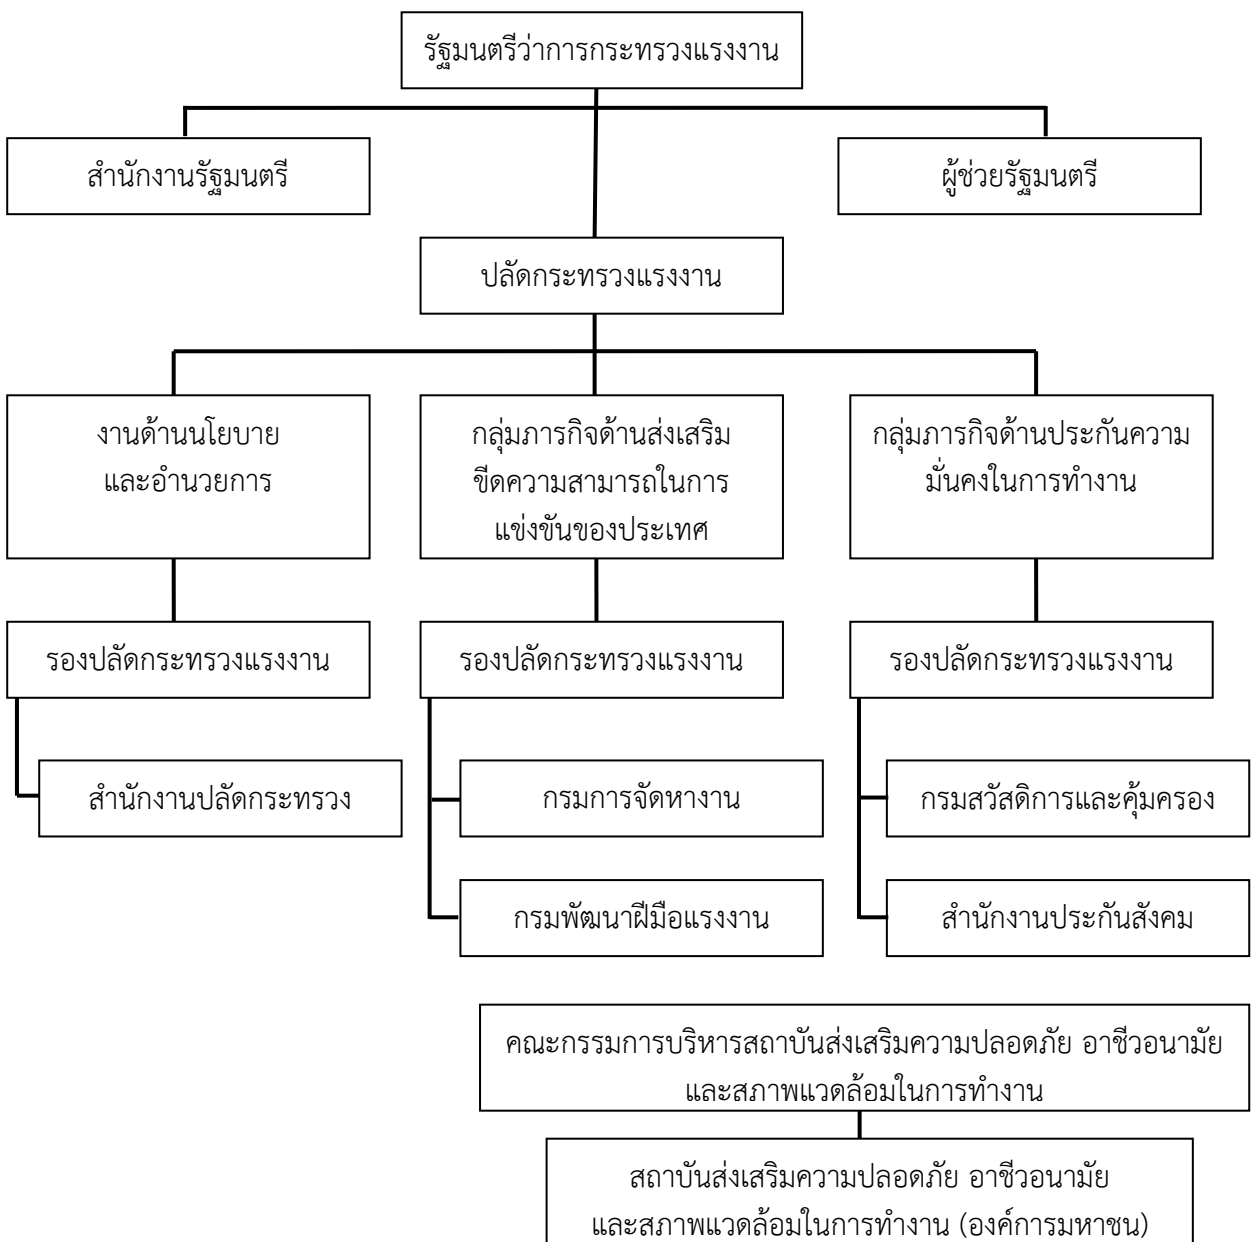 รัฐมนตรีว่าการกระทรวงแรงงาน
สำนักงานรัฐมนตรี
ผู้ช่วยรัฐมนตรี
ปลัดกระทรวงแรงงาน
งานด้านนโยบาย
และอำนวยการ
กลุ่มภารกิจด้านส่งเสริม
ขีดความสามารถในการ
แข่งขันของประเทศ
กลุ่มภารกิจด้านประกันความ
มั่นคงในการทำงาน
รองปลัดกระทรวงแรงงาน
รองปลัดกระทรวงแรงงาน
รองปลัดกระทรวงแรงงาน
สำนักงานปลัดกระทรวง
กรมการจัดหางาน
กรมสวัสดิการและคุ้มครอง
กรมพัฒนาฝีมือแรงงาน
สำนักงานประกันสังคม
คณะกรรมการบริหารสถาบันส่งเสริมความปลอดภัย อาชีวอนามัย
และสภาพแวดล้อมในการทำงาน
สถาบันส่งเสริมความปลอดภัย อาชีวอนามัย
และสภาพแวดล้อมในการทำงาน (องค์การมหาชน)